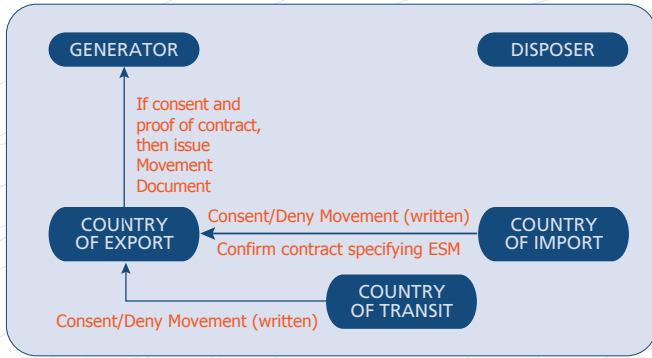 GENERATOR
DISPOSER
If consent and
proof of contract,
then issue
Movement
Document
COUNTRY
OF EXPORT
Consent/Deny Movement (written)
Confirm contract specifying ESM
COUNTRY
OF IMPORT
COUNTRY
OF TRANSIT
Consent/Deny Movement (written)